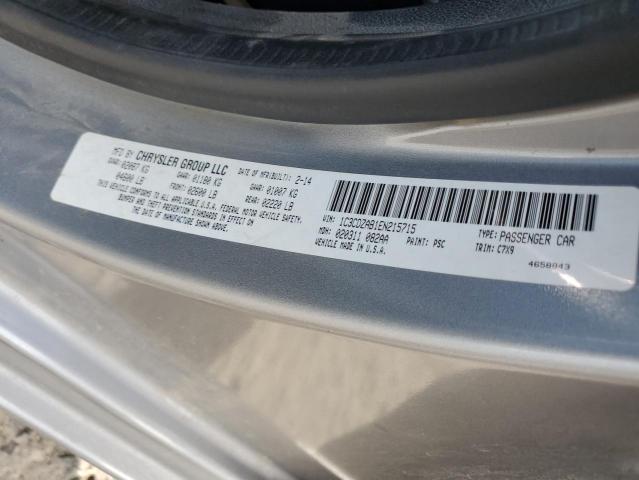 MFD BY: CHRYSLER GROUP LLC DATE OF MFR(BUILT): 2-14
GVWR: 02087 KG GAWR: 01180 KG GAWR: 01007 KG
04600 LB FRONT: 02600 LB REAR: 02220 LB
THIS VEHICLE CONFORMS TO ALL APPLICABLE U.S.A. FEDERAL MOTOR VEHICLE SAFETY,
BUMPER AND THEFT PREVENTION STANDARDS IN EFFECT ON THE
DATE OF MANUFACTURE SHOWN ABOVE.
VIN: 1C3CDZAB1EN215715 TYPE: PASSENGER CAR
MDH: 020311 082AA PAINT: PSC TRIM: C7X9
VEHICLE MADE IN U.S.A.
4658043